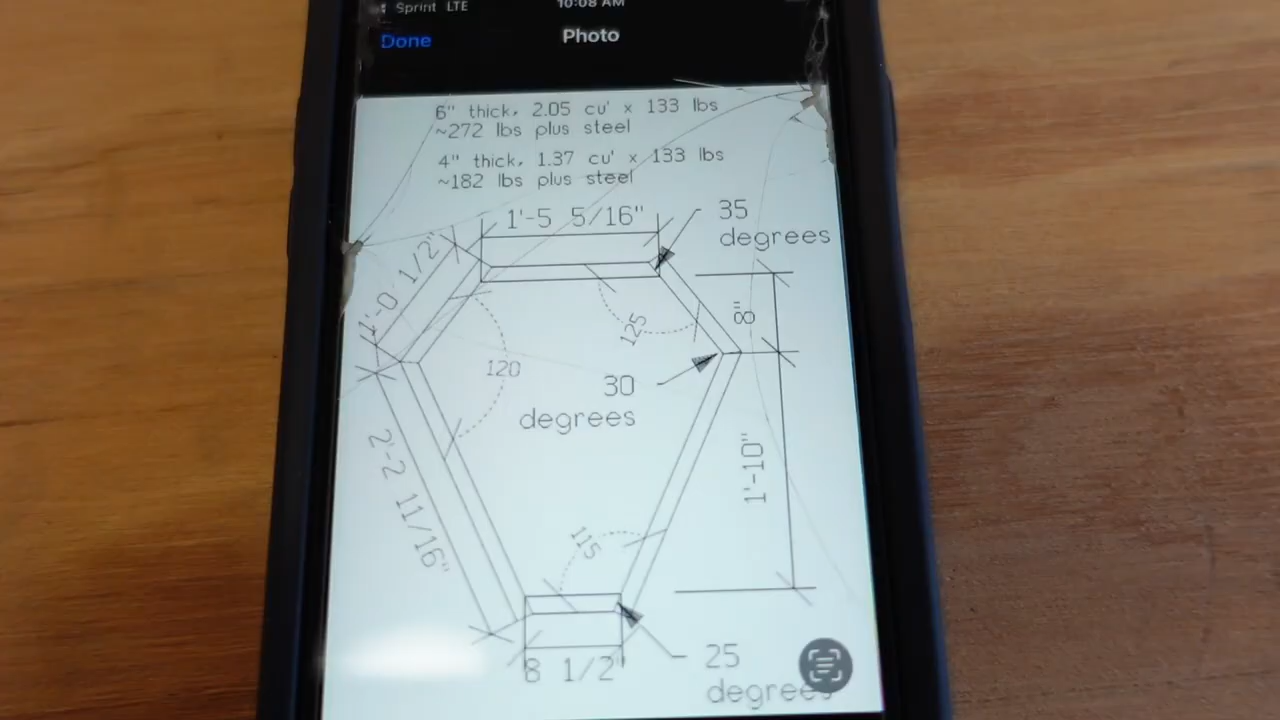 Sprint LTE
10:08 AM
Done
Photo
6" thick, 2.05 cu' x 133 lbs
~272 lbs plus steel
4" thick, 1.37 cu' x 133 lbs
~182 lbs plus steel
1'-5 5/16"
35
degrees
1'-0 1/2"
8"
125
120
30
degrees
2'-2 11/16"
1'-10"
115
8 1/2"
25
degrees